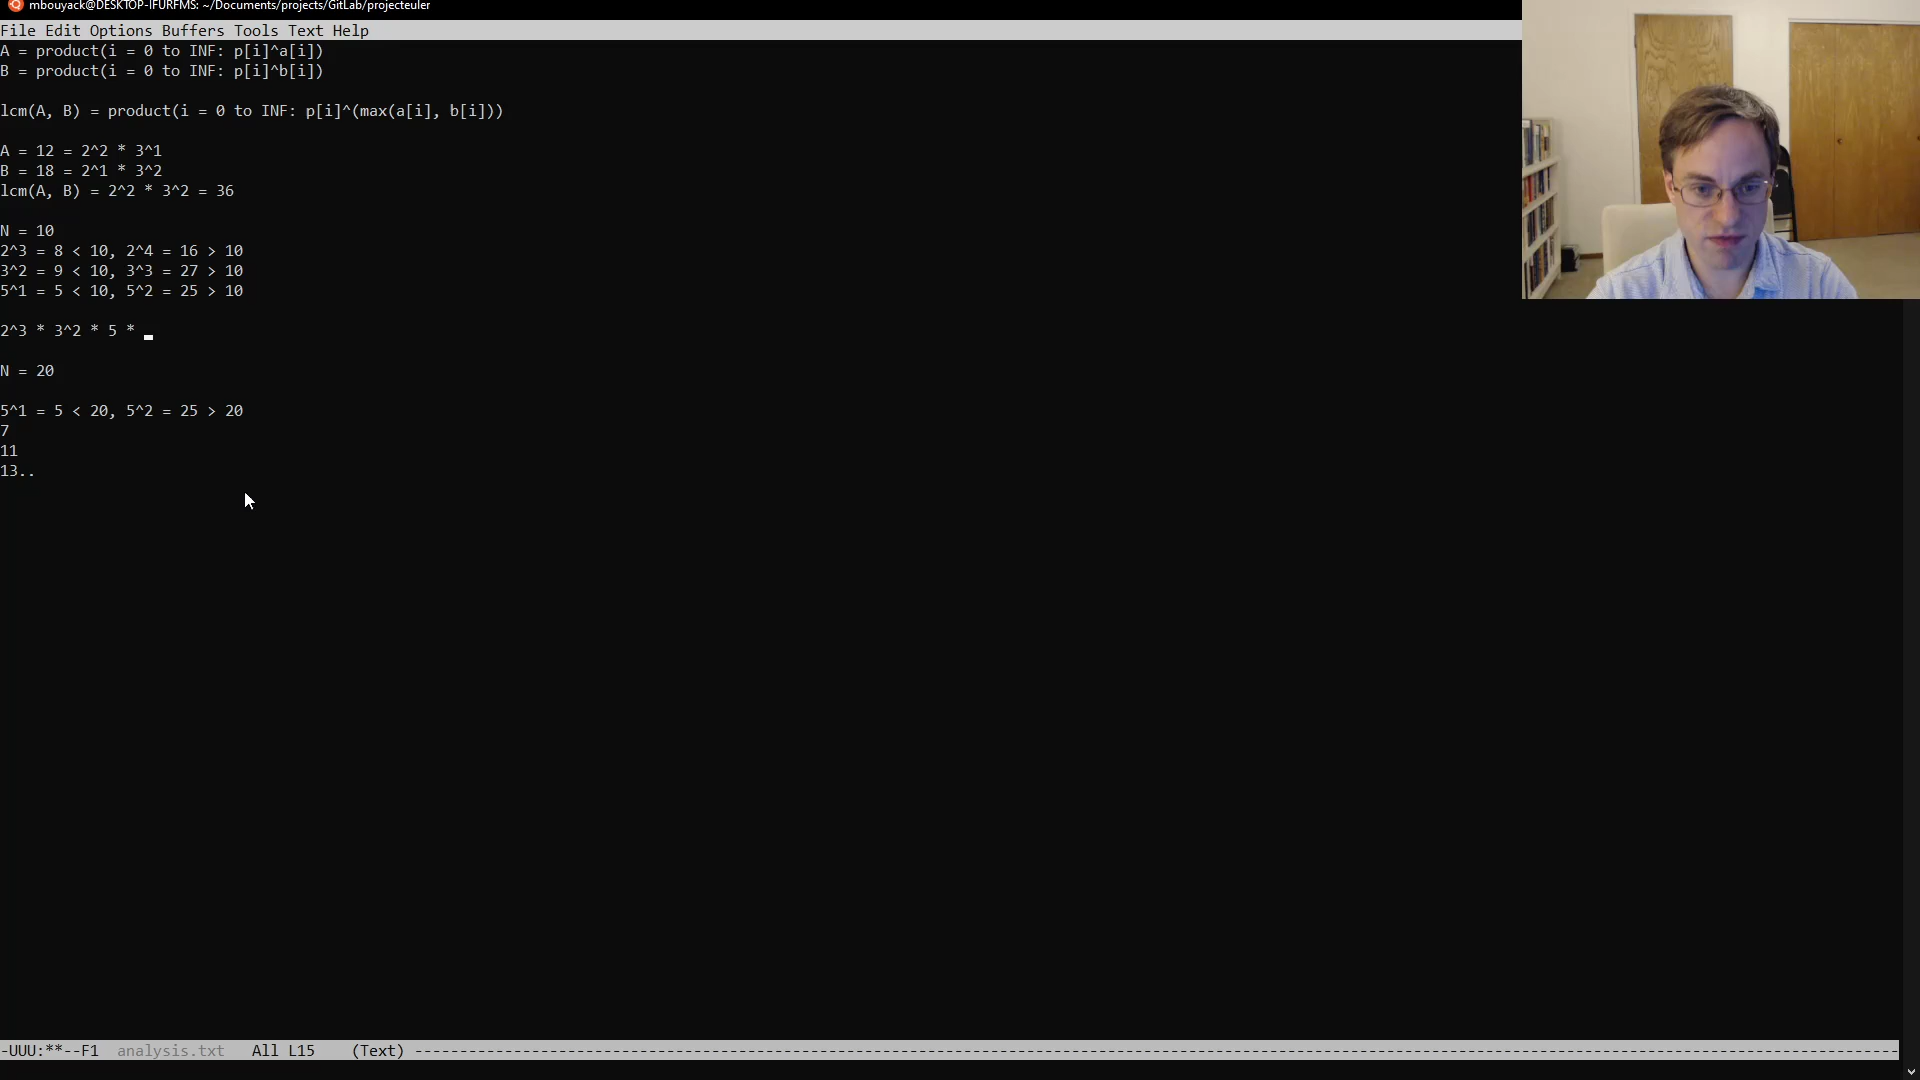 mbouyack@DESKTOP-IFURFMS: ~/Documents/projects/GitLab/projecteuler
File Edit Options Buffers Tools Text Help
A = product(i = 0 to INF: p[i]^a[i])
B = product(i = 0 to INF: p[i]^b[i])
lcm(A, B) = product(i = 0 to INF: p[i]^(max(a[i], b[i]))
A = 12 = 2^2 * 3^1
B = 18 = 2^1 * 3^2
lcm(A, B) = 2^2 * 3^2 = 36
N = 10
2^3 = 8 < 10, 2^4 = 16 > 10
3^2 = 9 < 10, 3^3 = 27 > 10
5^1 = 5 < 10, 5^2 = 25 > 10
2^3 * 3^2 * 5 *
N = 20
5^1 = 5 < 20, 5^2 = 25 > 20
7
11
13..
-UUU:**--F1 analysis.txt All L15 (Text) ----------------------------------------------------------------